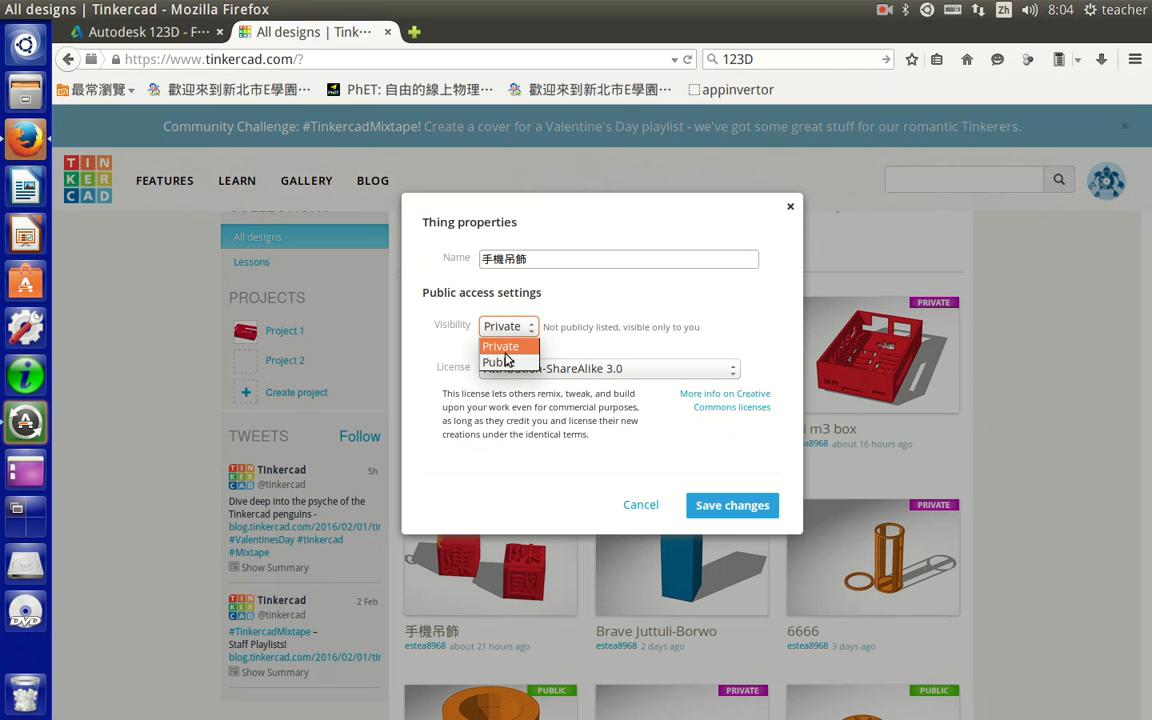 All designs | Tinkercad - Mozilla Firefox
Zh
8:04
teacher
Autodesk 123D - F···
All designs | Tink···
https://www.tinkercad.com/?
123D
最常瀏覽
歡迎來到新北市E學園···
PhET: 自由的線上物理···
歡迎來到新北市E學園···
appinvertor
Community Challenge: #TinkercadMixtape! Create a cover for a Valentine's Day playlist - we've got some great stuff for our romantic Tinkerers.
TIN
KER
CAD
FEATURES
LEARN
GALLERY
BLOG
All designs
Lessons
PROJECTS
Project 1
Project 2
Create project
TWEETS
Follow
Tinkercad
5h
@tinkercad
Dive deep into the psyche of the
Tinkercad penguins -
blog.tinkercad.com/2016/02/01/tir
#ValentinesDay #tinkercad
#Mixtape
Show Summary
Tinkercad
2 Feb
@tinkercad
#TinkercadMixtape –
Staff Playlists!
blog.tinkercad.com/2016/02/01/tir
Show Summary
Thing properties
Name
手機吊飾
Public access settings
Visibility
Private
Not publicly listed, visible only to you
Private
License
Attribution-ShareAlike 3.0
This license lets others remix, tweak, and build
upon your work even for commercial purposes,
as long as they credit you and license their new
creations under the identical terms.
More info on Creative
Commons licenses
Cancel
Save changes
PRIVATE
m3 box
about 16 hours ago
陳
陳
國
手機吊飾
estea8968 about 21 hours ago
Brave Juttuli-Borwo
estea8968 2 days ago
PRIVATE
6666
estea8968 3 days ago
PUBLIC
PRIVATE
PUBLIC
DVD